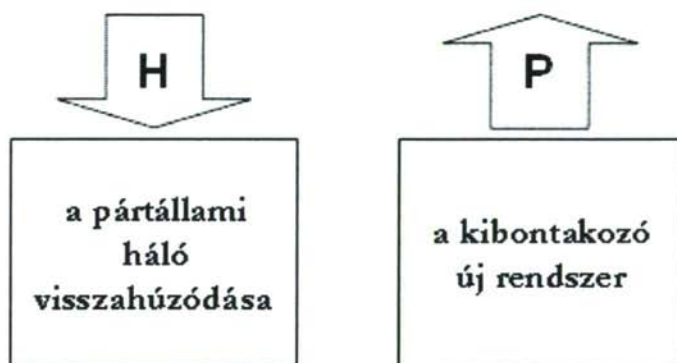 H
P
a pártállami
háló
visszahúzódása
a kibontakozó
új rendszer